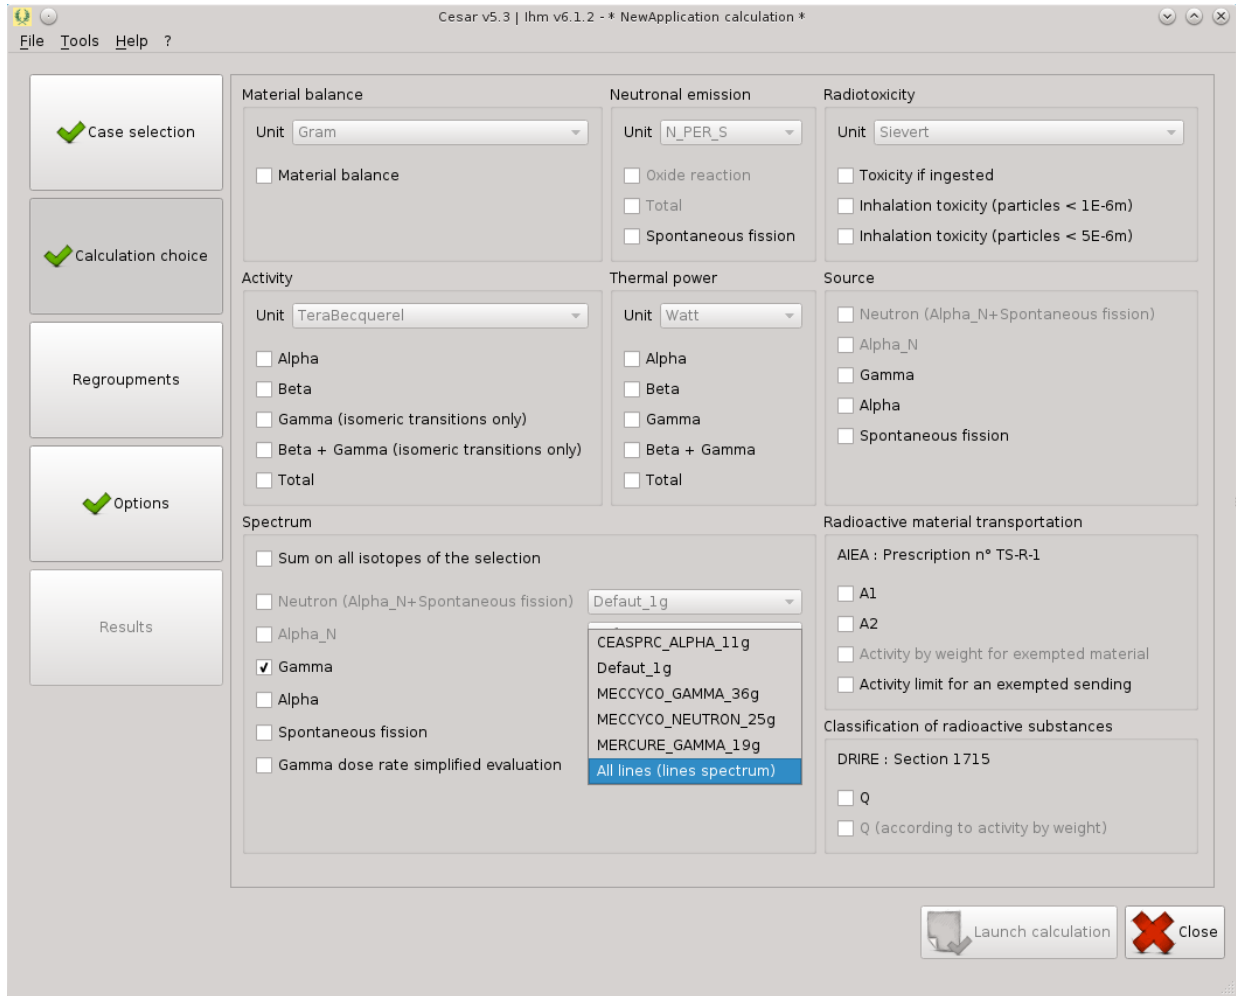 Cesar v5.3 | Ihm v6.1.2 - * NewApplication calculation *
File Tools Help ?
Case selection
Calculation choice
Regroupments
Options
Results
Material balance
Unit Gram
Material balance
Neutronal emission
Unit N_PER_S
Oxide reaction
Total
Spontaneous fission
Radiotoxicity
Unit Sievert
Toxicity if ingested
Inhalation toxicity (particles < 1E-6m)
Inhalation toxicity (particles < 5E-6m)
Activity
Unit TeraBecquerel
Alpha
Beta
Gamma (isomeric transitions only)
Beta + Gamma (isomeric transitions only)
Total
Thermal power
Unit Watt
Alpha
Beta
Gamma
Beta + Gamma
Total
Source
Neutron (Alpha_N+Spontaneous fission)
Alpha_N
Gamma
Alpha
Spontaneous fission
Spectrum
Sum on all isotopes of the selection
Neutron (Alpha_N+Spontaneous fission) Defaut_1g
Alpha_N
Gamma
Alpha
Spontaneous fission
Gamma dose rate simplified evaluation
CEASPRC_ALPHA_11g
Defaut_1g
MECCYCO_GAMMA_36g
MECCYCO_NEUTRON_25g
MERCURE_GAMMA_19g
All lines (lines spectrum)
Radioactive material transportation
AIEA : Prescription n° TS-R-1
A1
A2
Activity by weight for exempted material
Activity limit for an exempted sending
Classification of radioactive substances
DRIRE : Section 1715
Q
Q (according to activity by weight)
Launch calculation
Close